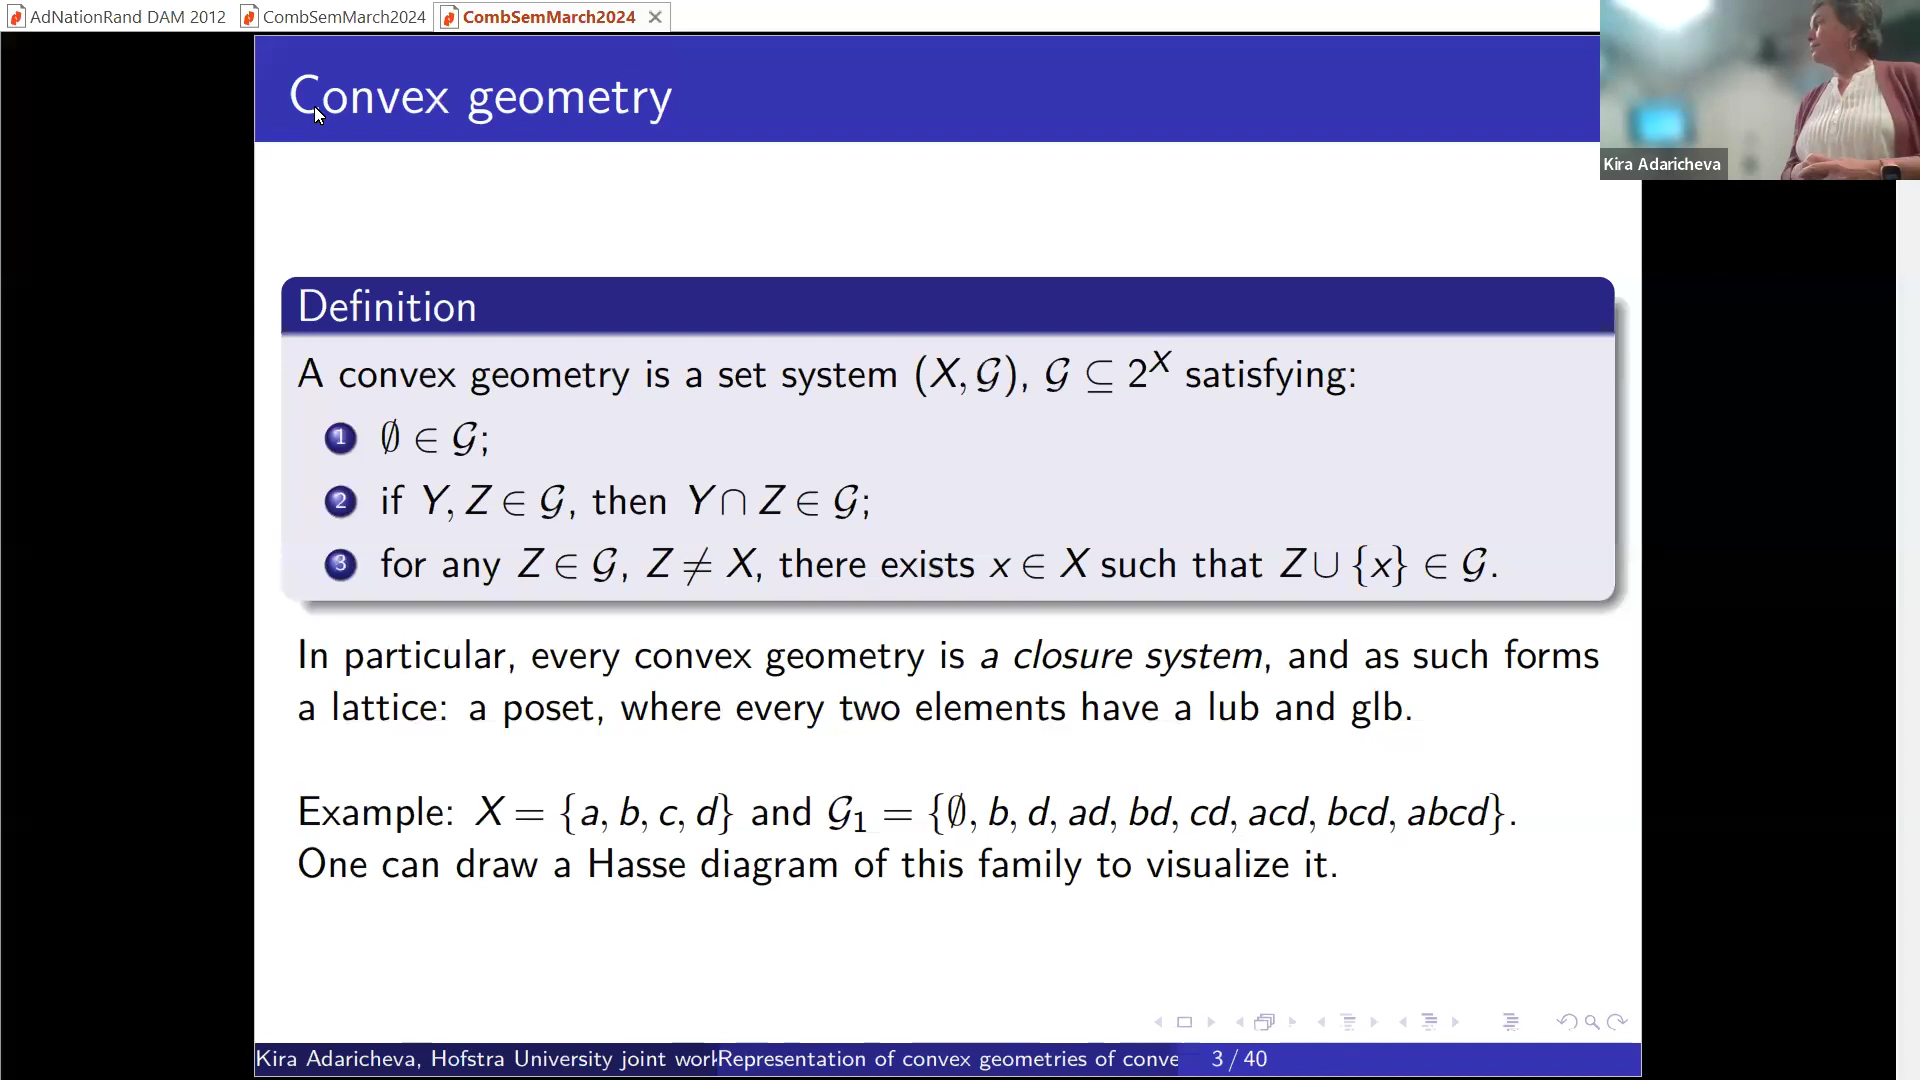 AdNationRand DAM 2012 CombSemMarch2024 CombSemMarch2024
Convex geometry
Kira Adaricheva
Definition
A convex geometry is a set system (X, 𝒢), 𝒢 ⊆ 2^X satisfying:
1 ∅ ∈ 𝒢;
2 if Y, Z ∈ 𝒢, then Y ∩ Z ∈ 𝒢;
3 for any Z ∈ 𝒢, Z ≠ X, there exists x ∈ X such that Z ∪ {x} ∈ 𝒢.
In particular, every convex geometry is a closure system, and as such forms
a lattice: a poset, where every two elements have a lub and glb.
Example: X = {a, b, c, d} and 𝒢₁ = {∅, b, d, ad, bd, cd, acd, bcd, abcd}.
One can draw a Hasse diagram of this family to visualize it.
Kira Adaricheva, Hofstra University joint work Representation of convex geometries of conve 3 / 40